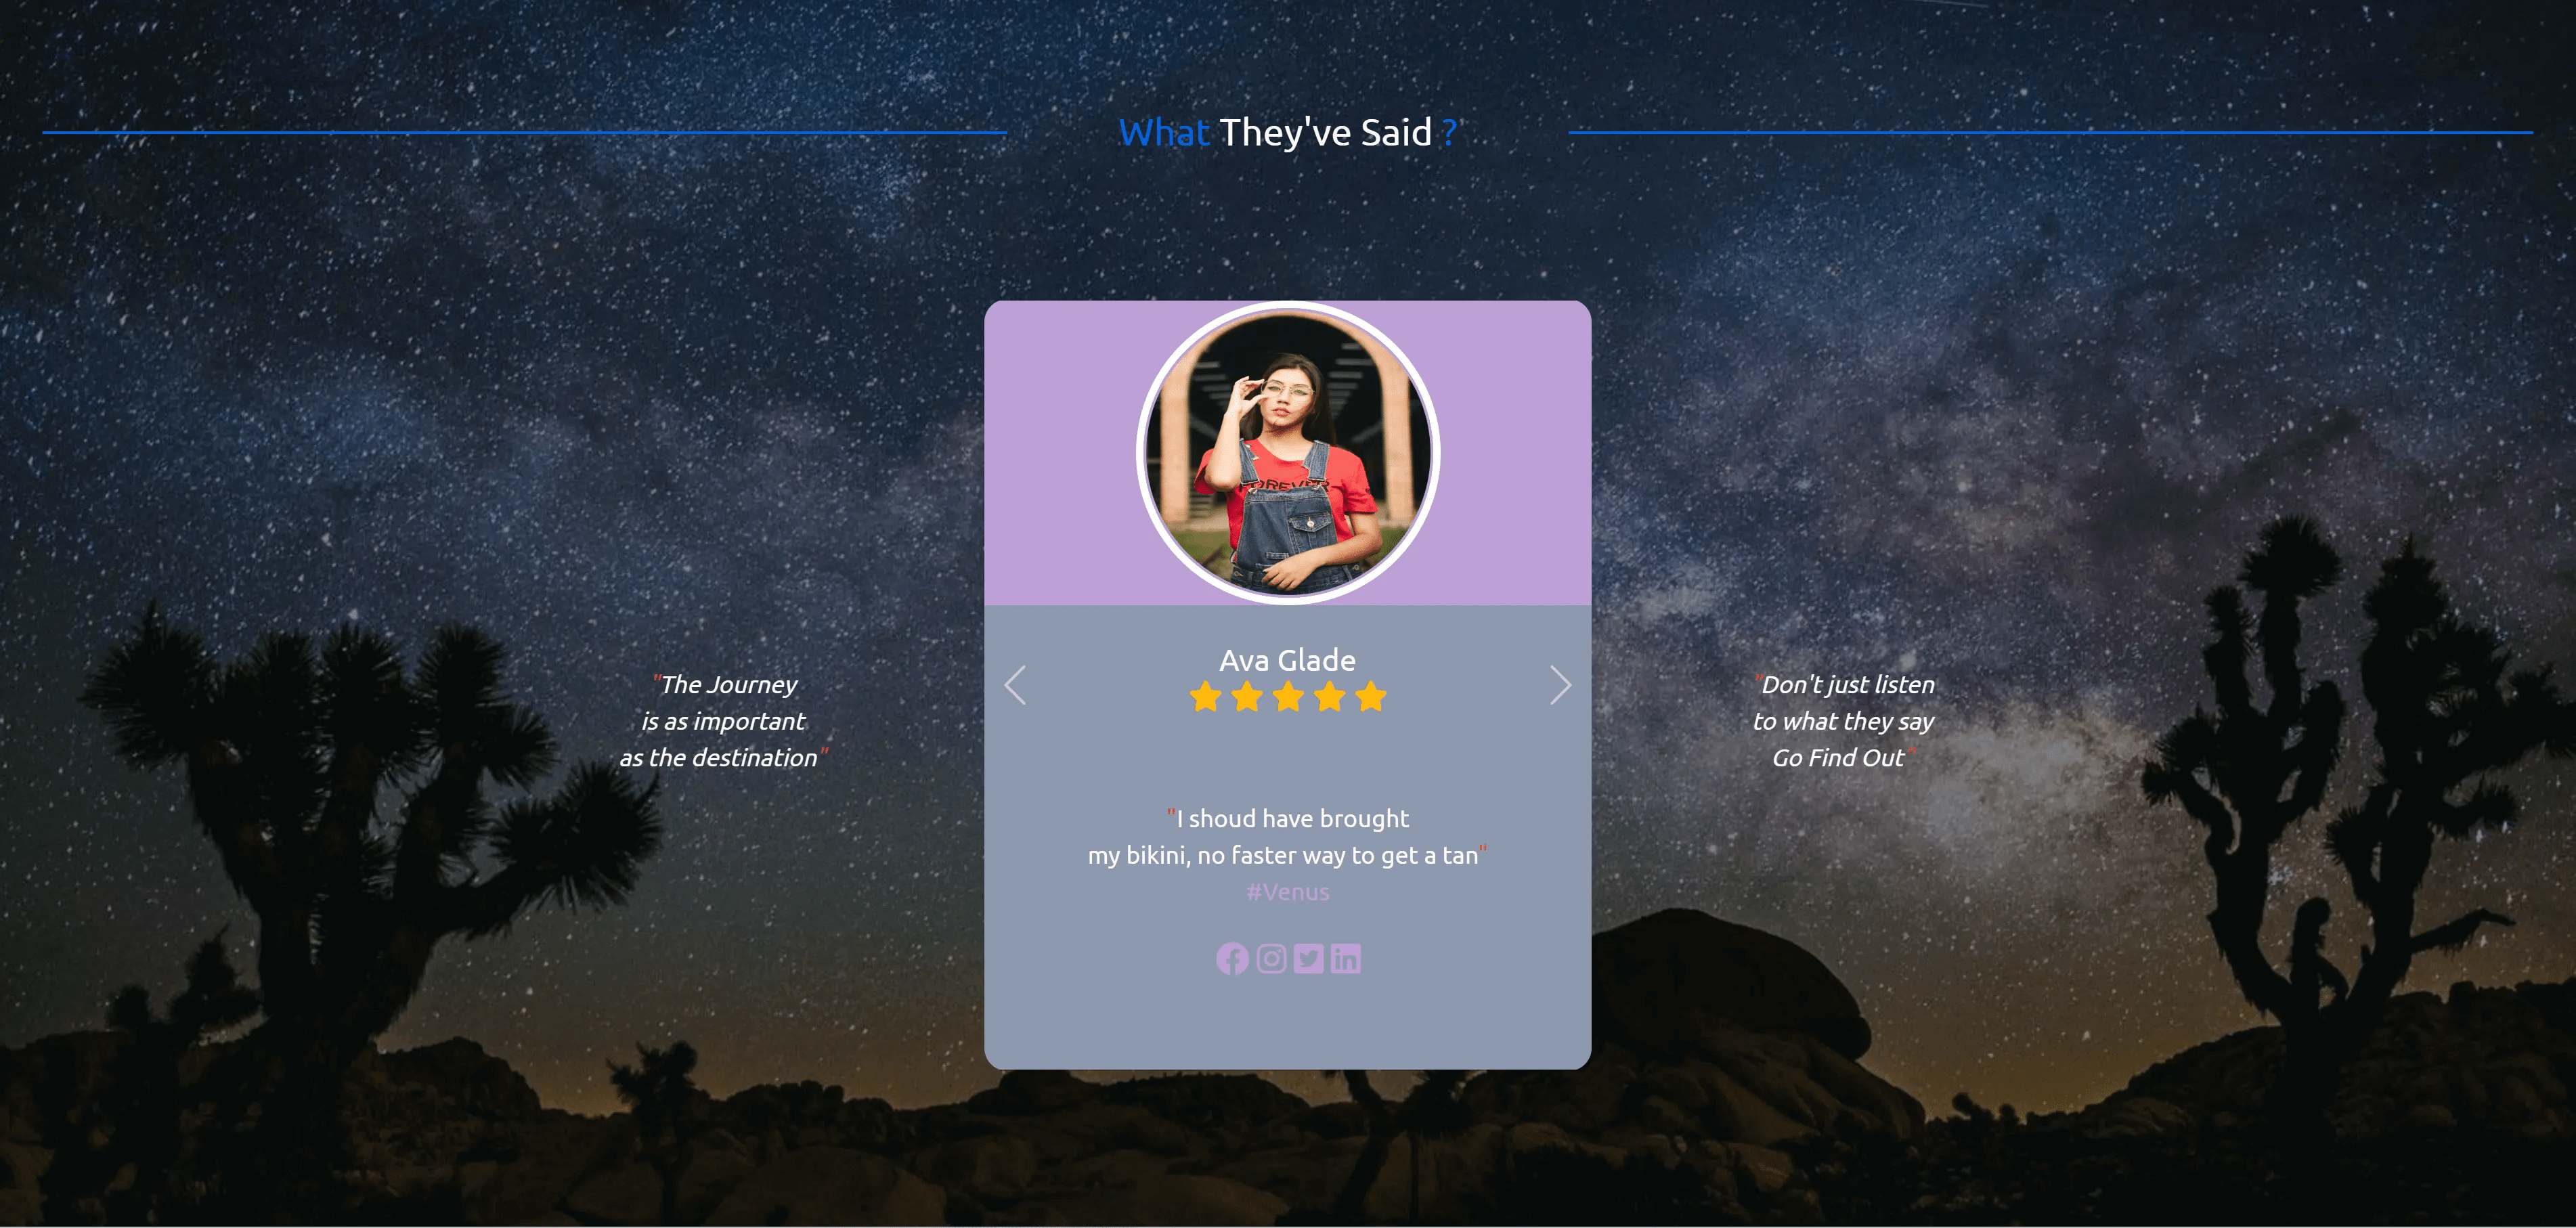 What They've Said ?
FOREVER
Ava Glade
"The Journey
is as important
as the destination"
"I shoud have brought
my bikini, no faster way to get a tan"
#Venus
"Don't just listen
to what they say
Go Find Out"